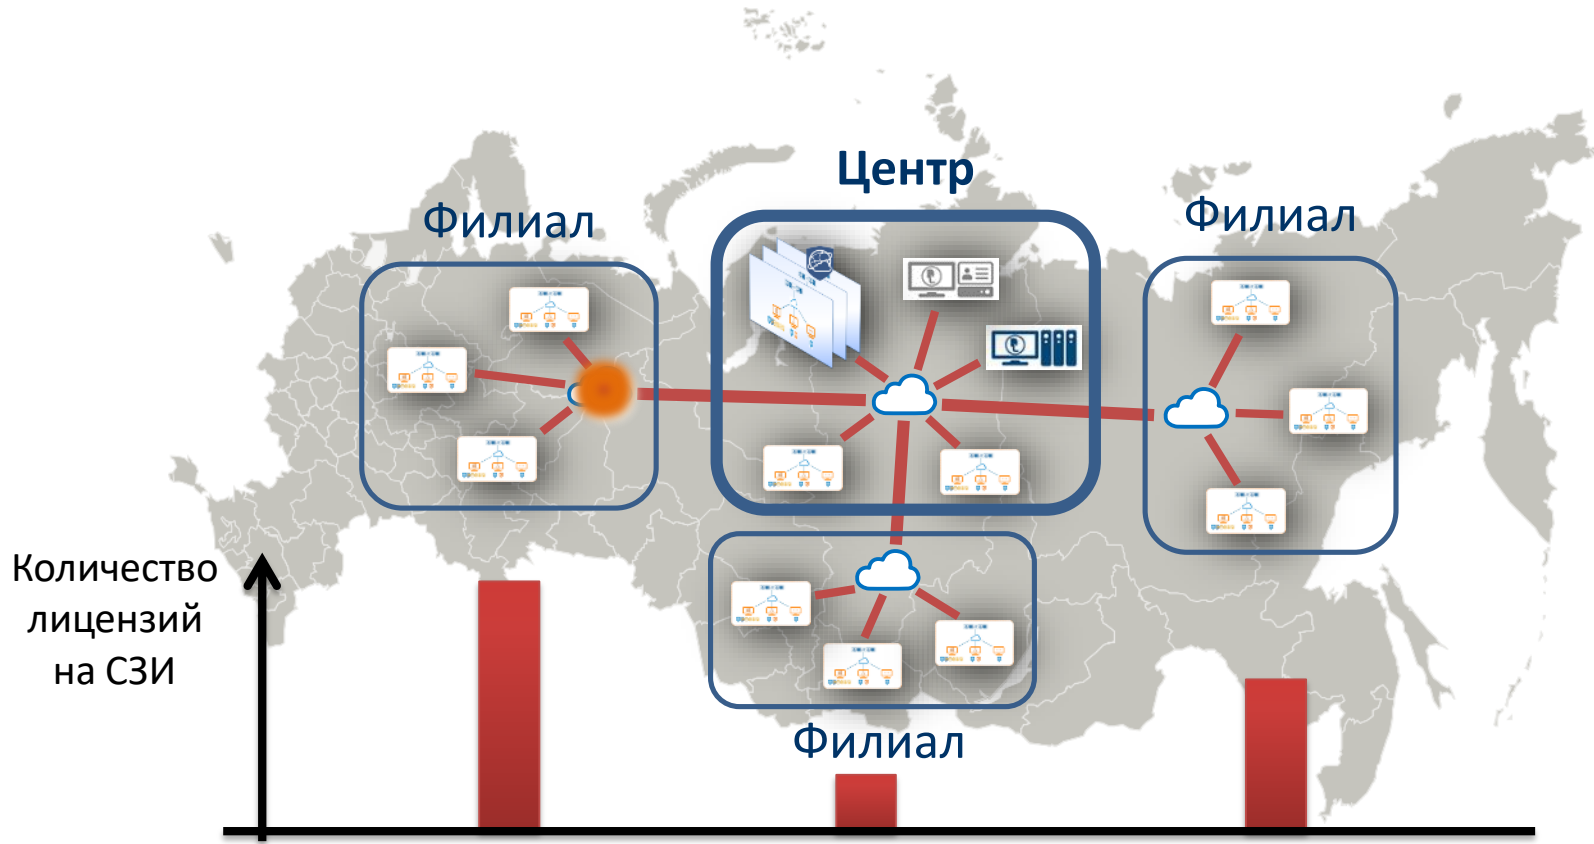 Центр
Филиал
Филиал
Количество
лицензий
на СЗИ
Филиал